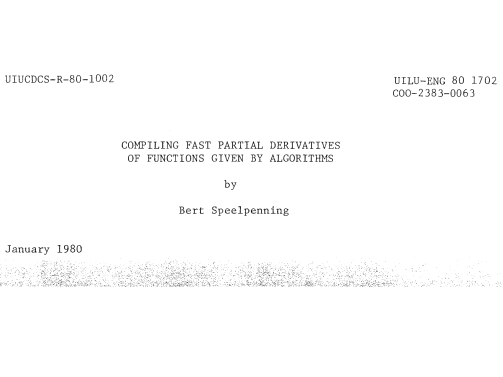 UIUCDCS-R-80-1002
UILU-ENG 80 1702
COO-2383-0063
COMPILING FAST PARTIAL DERIVATIVES
OF FUNCTIONS GIVEN BY ALGORITHMS
by
Bert Speelpenning
January 1980